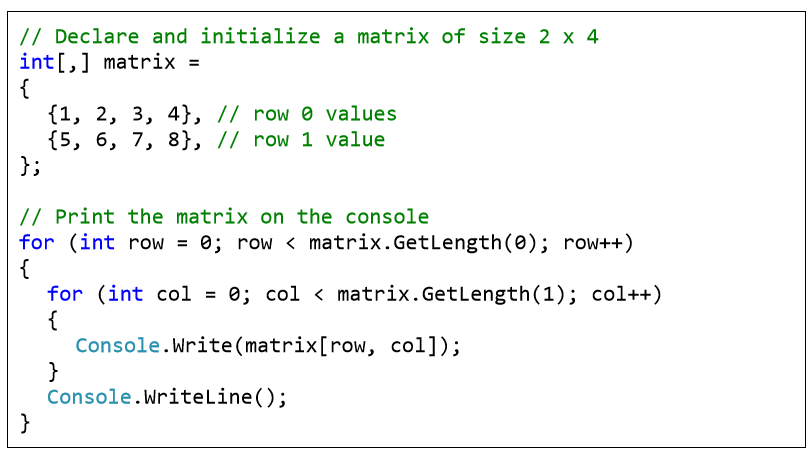 // Declare and initialize a matrix of size 2 x 4
int[,] matrix =
{
  {1, 2, 3, 4}, // row 0 values
  {5, 6, 7, 8}, // row 1 value
};

// Print the matrix on the console
for (int row = 0; row < matrix.GetLength(0); row++)
{
  for (int col = 0; col < matrix.GetLength(1); col++)
  {
    Console.Write(matrix[row, col]);
  }
  Console.WriteLine();
}